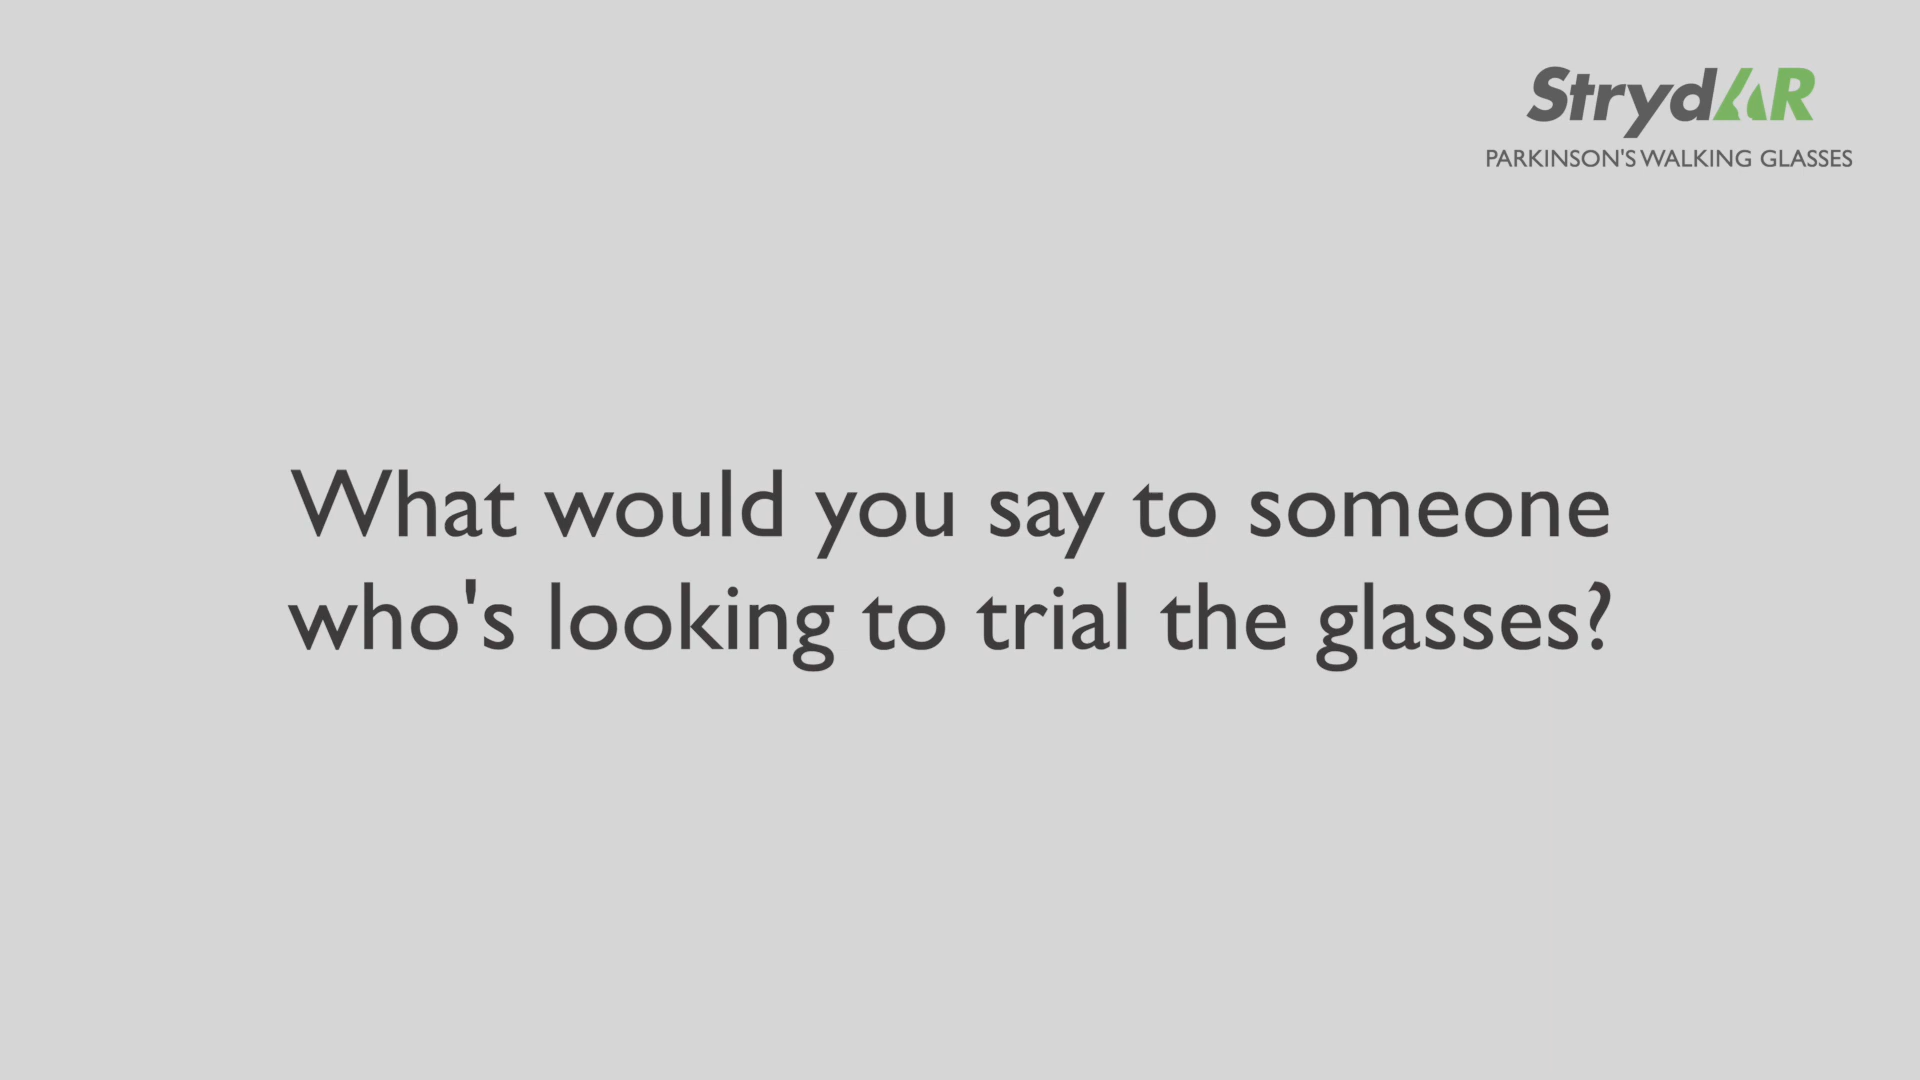 StrydAR
PARKINSON'S WALKING GLASSES
What would you say to someone
who's looking to trial the glasses?